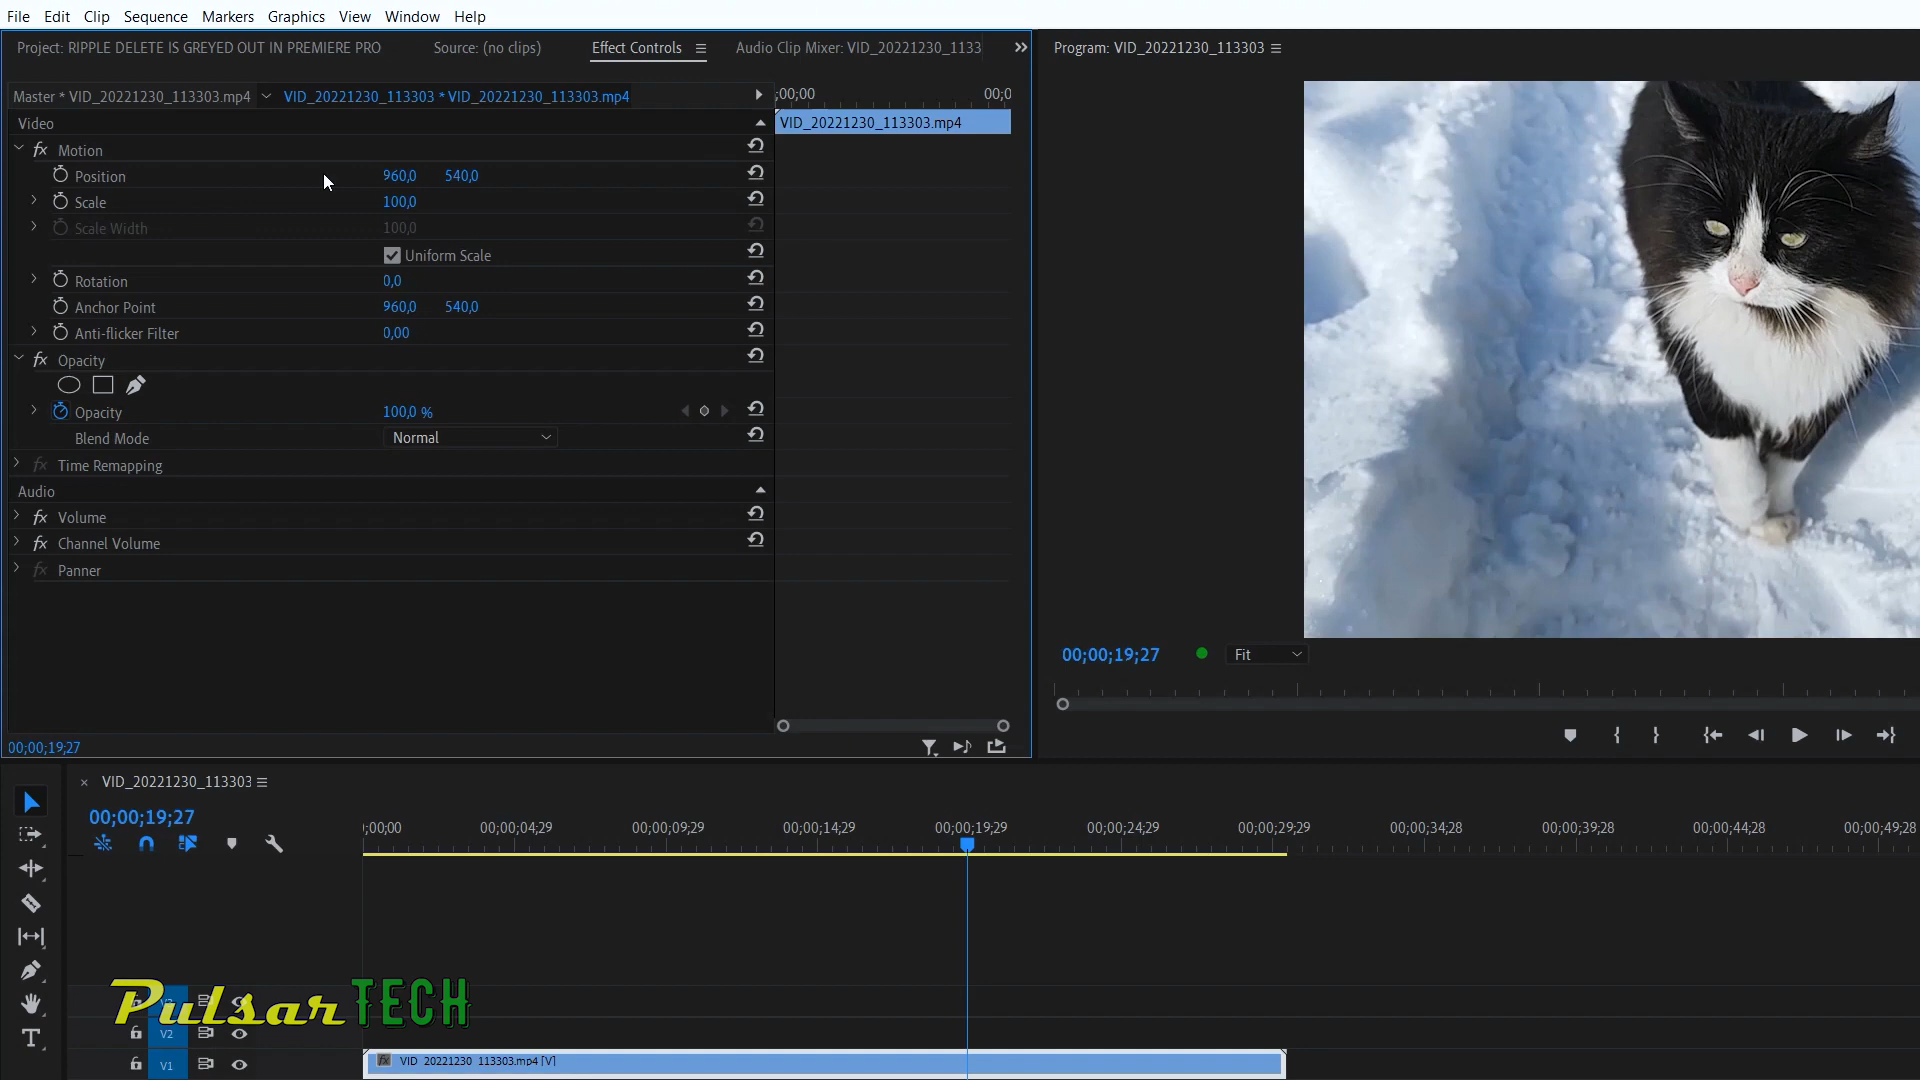 File Edit Clip Sequence Markers Graphics View Window Help
Project: RIPPLE DELETE IS GREYED OUT IN PREMIERE PRO Source: (no clips) Effect Controls Audio Clip Mixer: VID_20221230_1133
Program: VID_20221230_113303
Master * VID_20221230_113303.mp4 VID_20221230_113303 * VID_20221230_113303.mp4
;00;00 00;0
Video
VID_20221230_113303.mp4
fx Motion
Position 960,0 540,0
Scale 100,0
Scale Width 100,0
Uniform Scale
Rotation 0,0
Anchor Point 960,0 540,0
Anti-flicker Filter 0,00
fx Opacity
Opacity 100,0 %
Blend Mode Normal
fx Time Remapping
Audio
fx Volume
fx Channel Volume
fx Panner
00;00;19;27 Fit
00;00;19;27
VID_20221230_113303
00;00;19;27
;00;00 00;00;04;29 00;00;09;29 00;00;14;29 00;00;19;29 00;00;24;29 00;00;29;29 00;00;34;28 00;00;39;28 00;00;44;28 00;00;49;28
Pulsar TECH
V2
V1 fx VID_20221230_113303.mp4 [V]